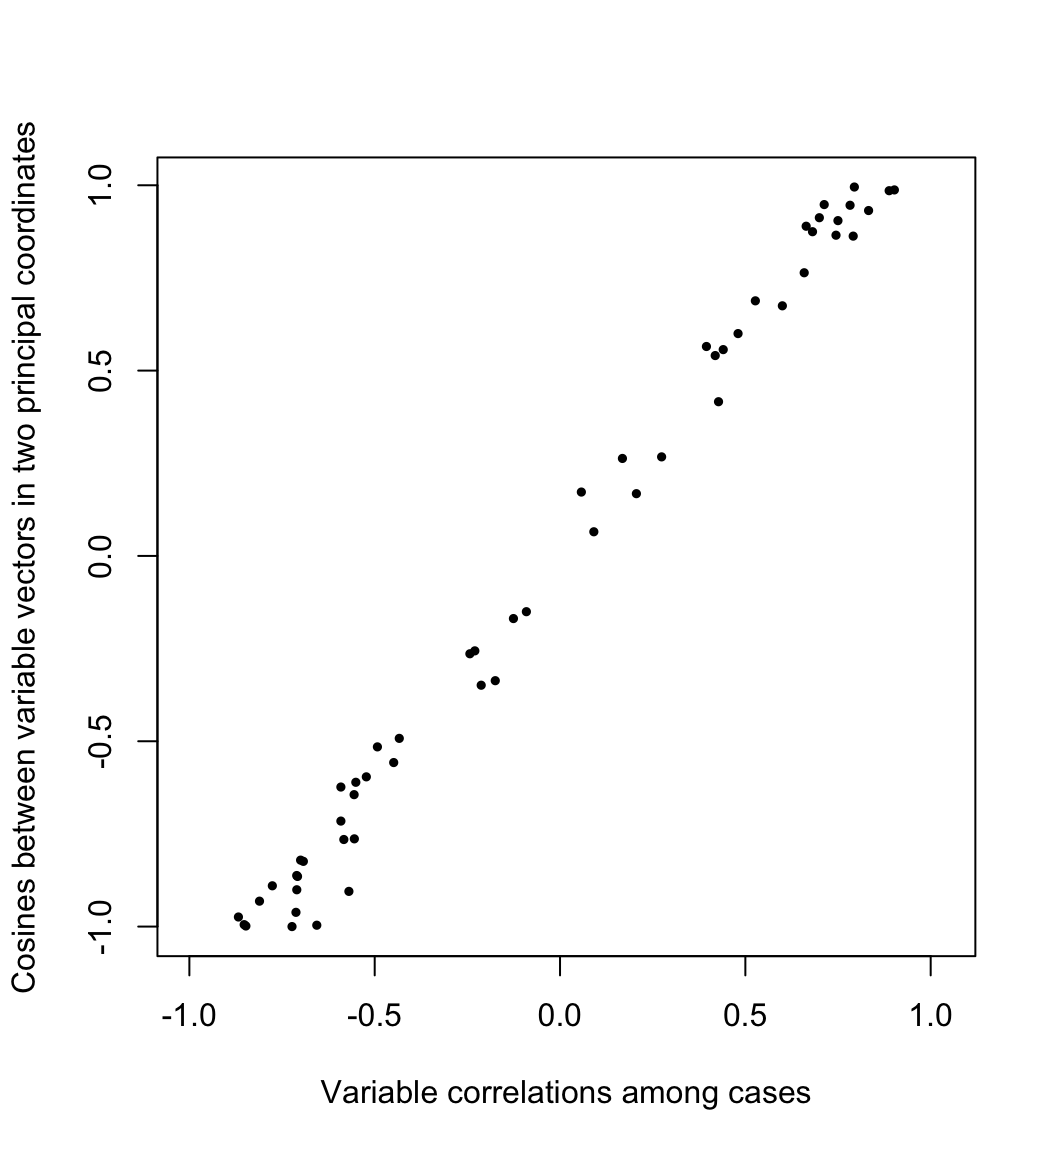 Cosines between variable vectors in two principal coordinates
1.0
0.5
0.0
-0.5
-1.0
-1.0 -0.5 0.0 0.5 1.0
Variable correlations among cases